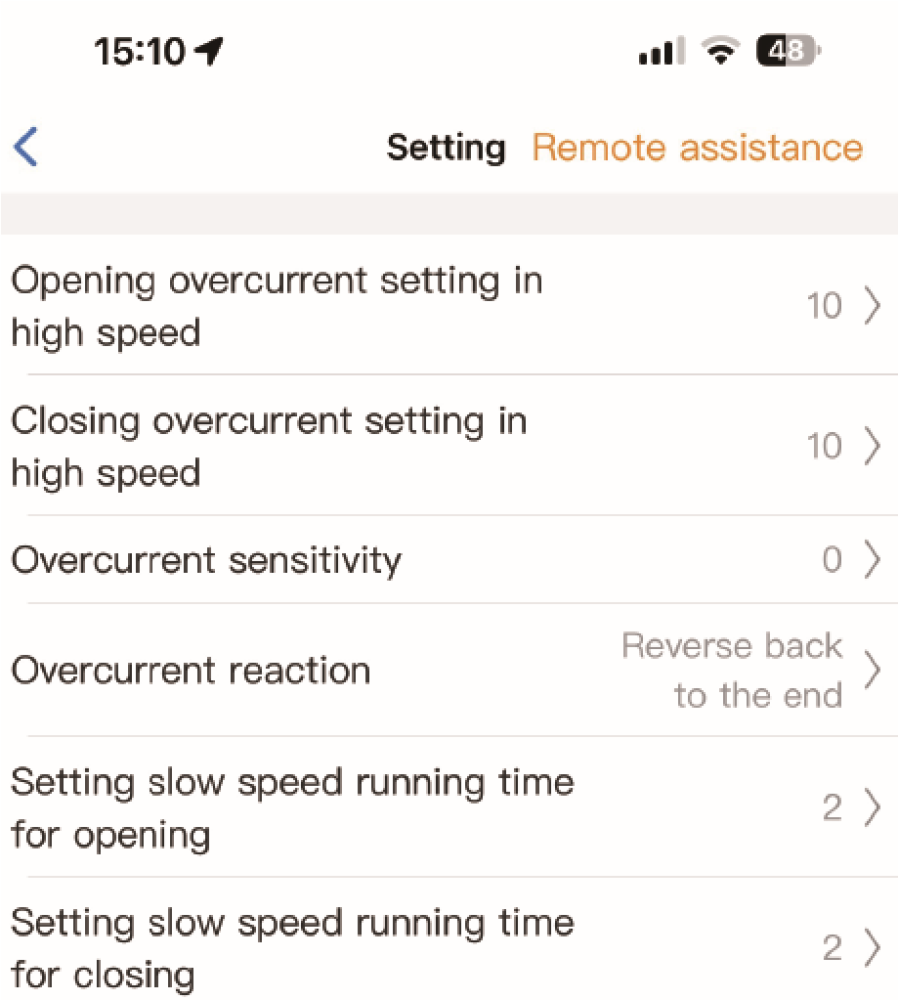 15:10
48
Setting Remote assistance
Opening overcurrent setting in
high speed
10
Closing overcurrent setting in
high speed
10
Overcurrent sensitivity
0
Overcurrent reaction
Reverse back
to the end
Setting slow speed running time
for opening
2
Setting slow speed running time
for closing
2